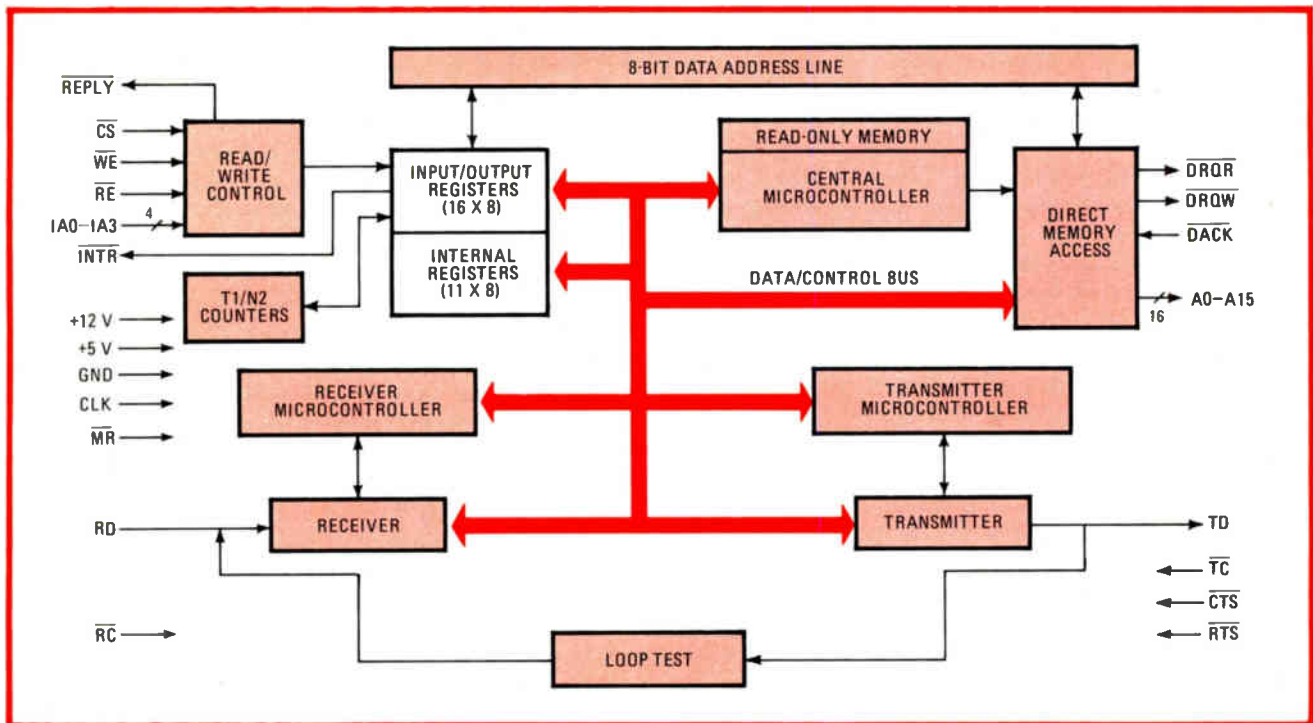 8-BIT DATA ADDRESS LINE
REPLY
CS
WE
RE
IA0–IA3
4
INTR
READ/
WRITE
CONTROL
INPUT/OUTPUT
REGISTERS
(16 X 8)
INTERNAL
REGISTERS
(11 X 8)
READ-ONLY MEMORY
CENTRAL
MICROCONTROLLER
DIRECT
MEMORY
ACCESS
DRQR
DRQW
DACK
A0–A15
16
T1/N2
COUNTERS
DATA/CONTROL BUS
+12 V
+5 V
GND
CLK
MR
RECEIVER
MICROCONTROLLER
TRANSMITTER
MICROCONTROLLER
RD
RECEIVER
TRANSMITTER
TD
TC
CTS
RTS
RC
LOOP TEST